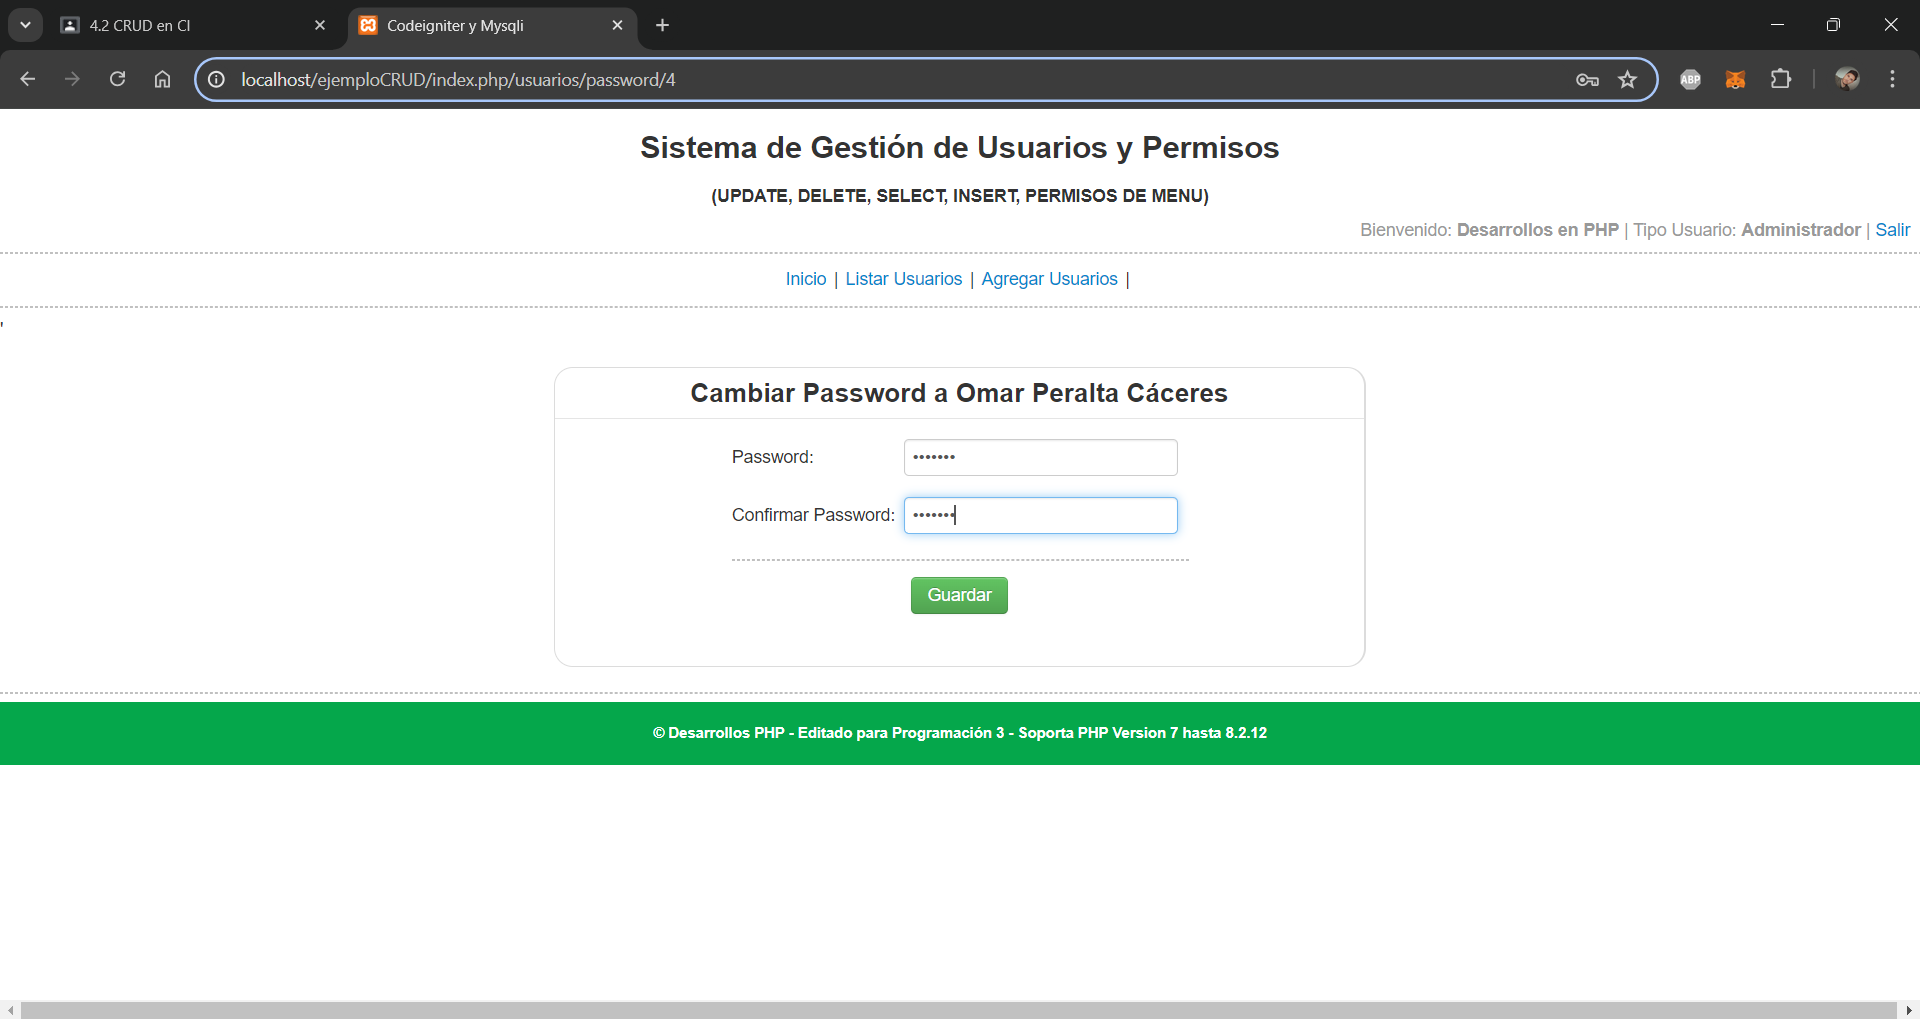 4.2 CRUD en CI
Codeigniter y Mysqli
localhost/ejemploCRUD/index.php/usuarios/password/4
ABP
Sistema de Gestión de Usuarios y Permisos
(UPDATE, DELETE, SELECT, INSERT, PERMISOS DE MENU)
Bienvenido: Desarrollos en PHP | Tipo Usuario: Administrador | Salir
Inicio | Listar Usuarios | Agregar Usuarios |
'
Cambiar Password a Omar Peralta Cáceres
Password: •••••••
Confirmar Password: •••••••
Guardar
© Desarrollos PHP - Editado para Programación 3 - Soporta PHP Version 7 hasta 8.2.12